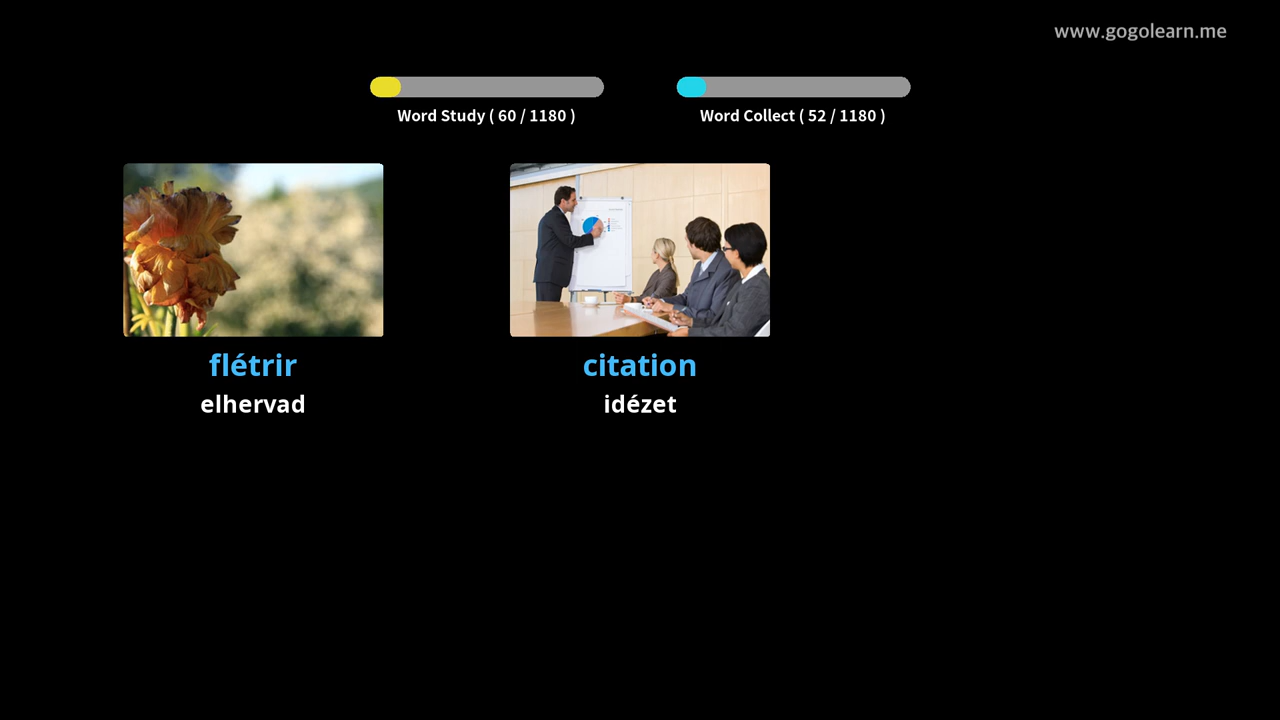 www.gogolearn.me
Word Study ( 60 / 1180 )
Word Collect ( 52 / 1180 )
flétrir
elhervad
citation
idézet